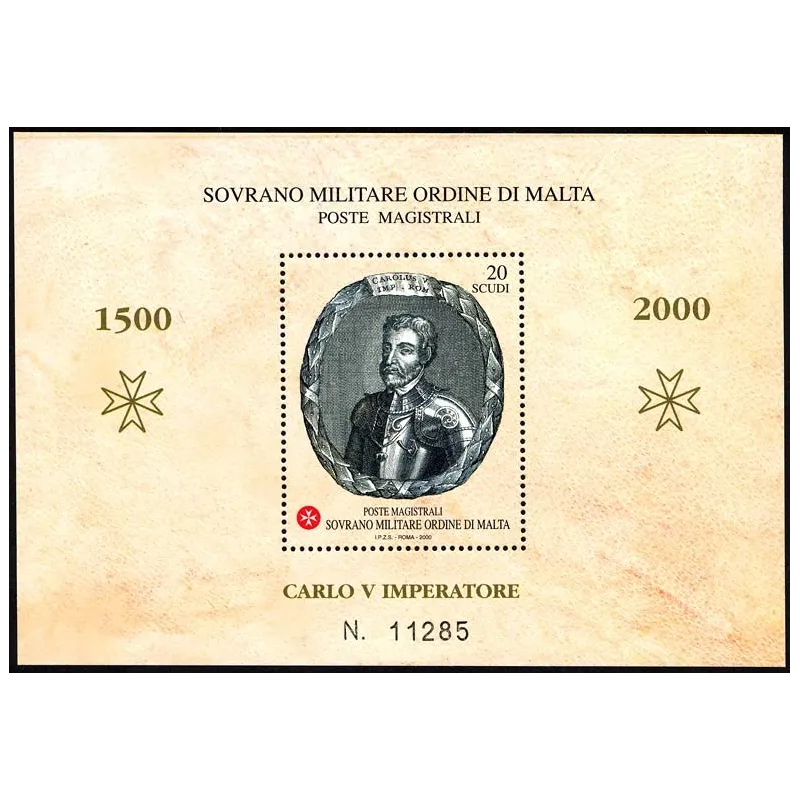 SOVRANO MILITARE ORDINE DI MALTA
POSTE MAGISTRALI
1500
2000
20
SCUDI
CAROLUS V
IMP. ROM
POSTE MAGISTRALI
SOVRANO MILITARE ORDINE DI MALTA
I.P.Z.S. - ROMA - 2000
CARLO V IMPERATORE
N. 11285